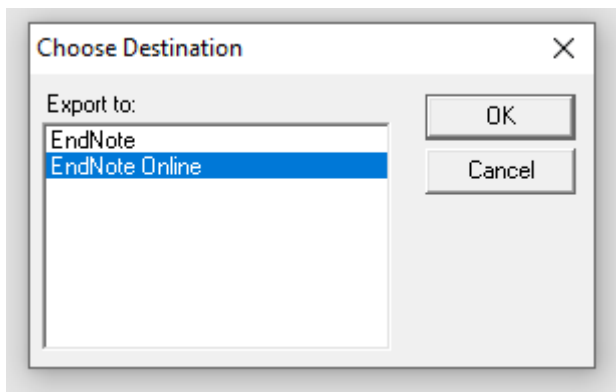 Choose Destination
Export to:
EndNote
EndNote Online
OK
Cancel